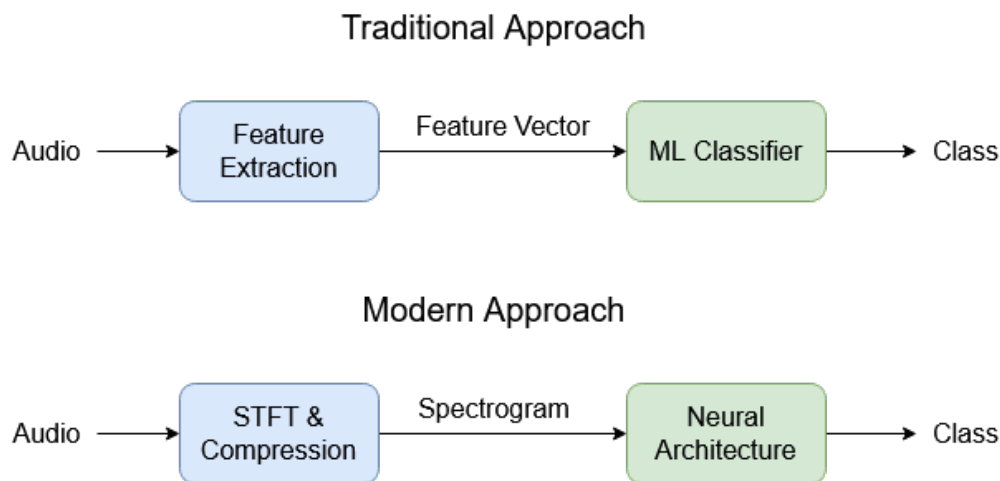 Traditional Approach
Audio
Feature
Extraction
Feature Vector
ML Classifier
Class
Modern Approach
Audio
STFT &
Compression
Spectrogram
Neural
Architecture
Class